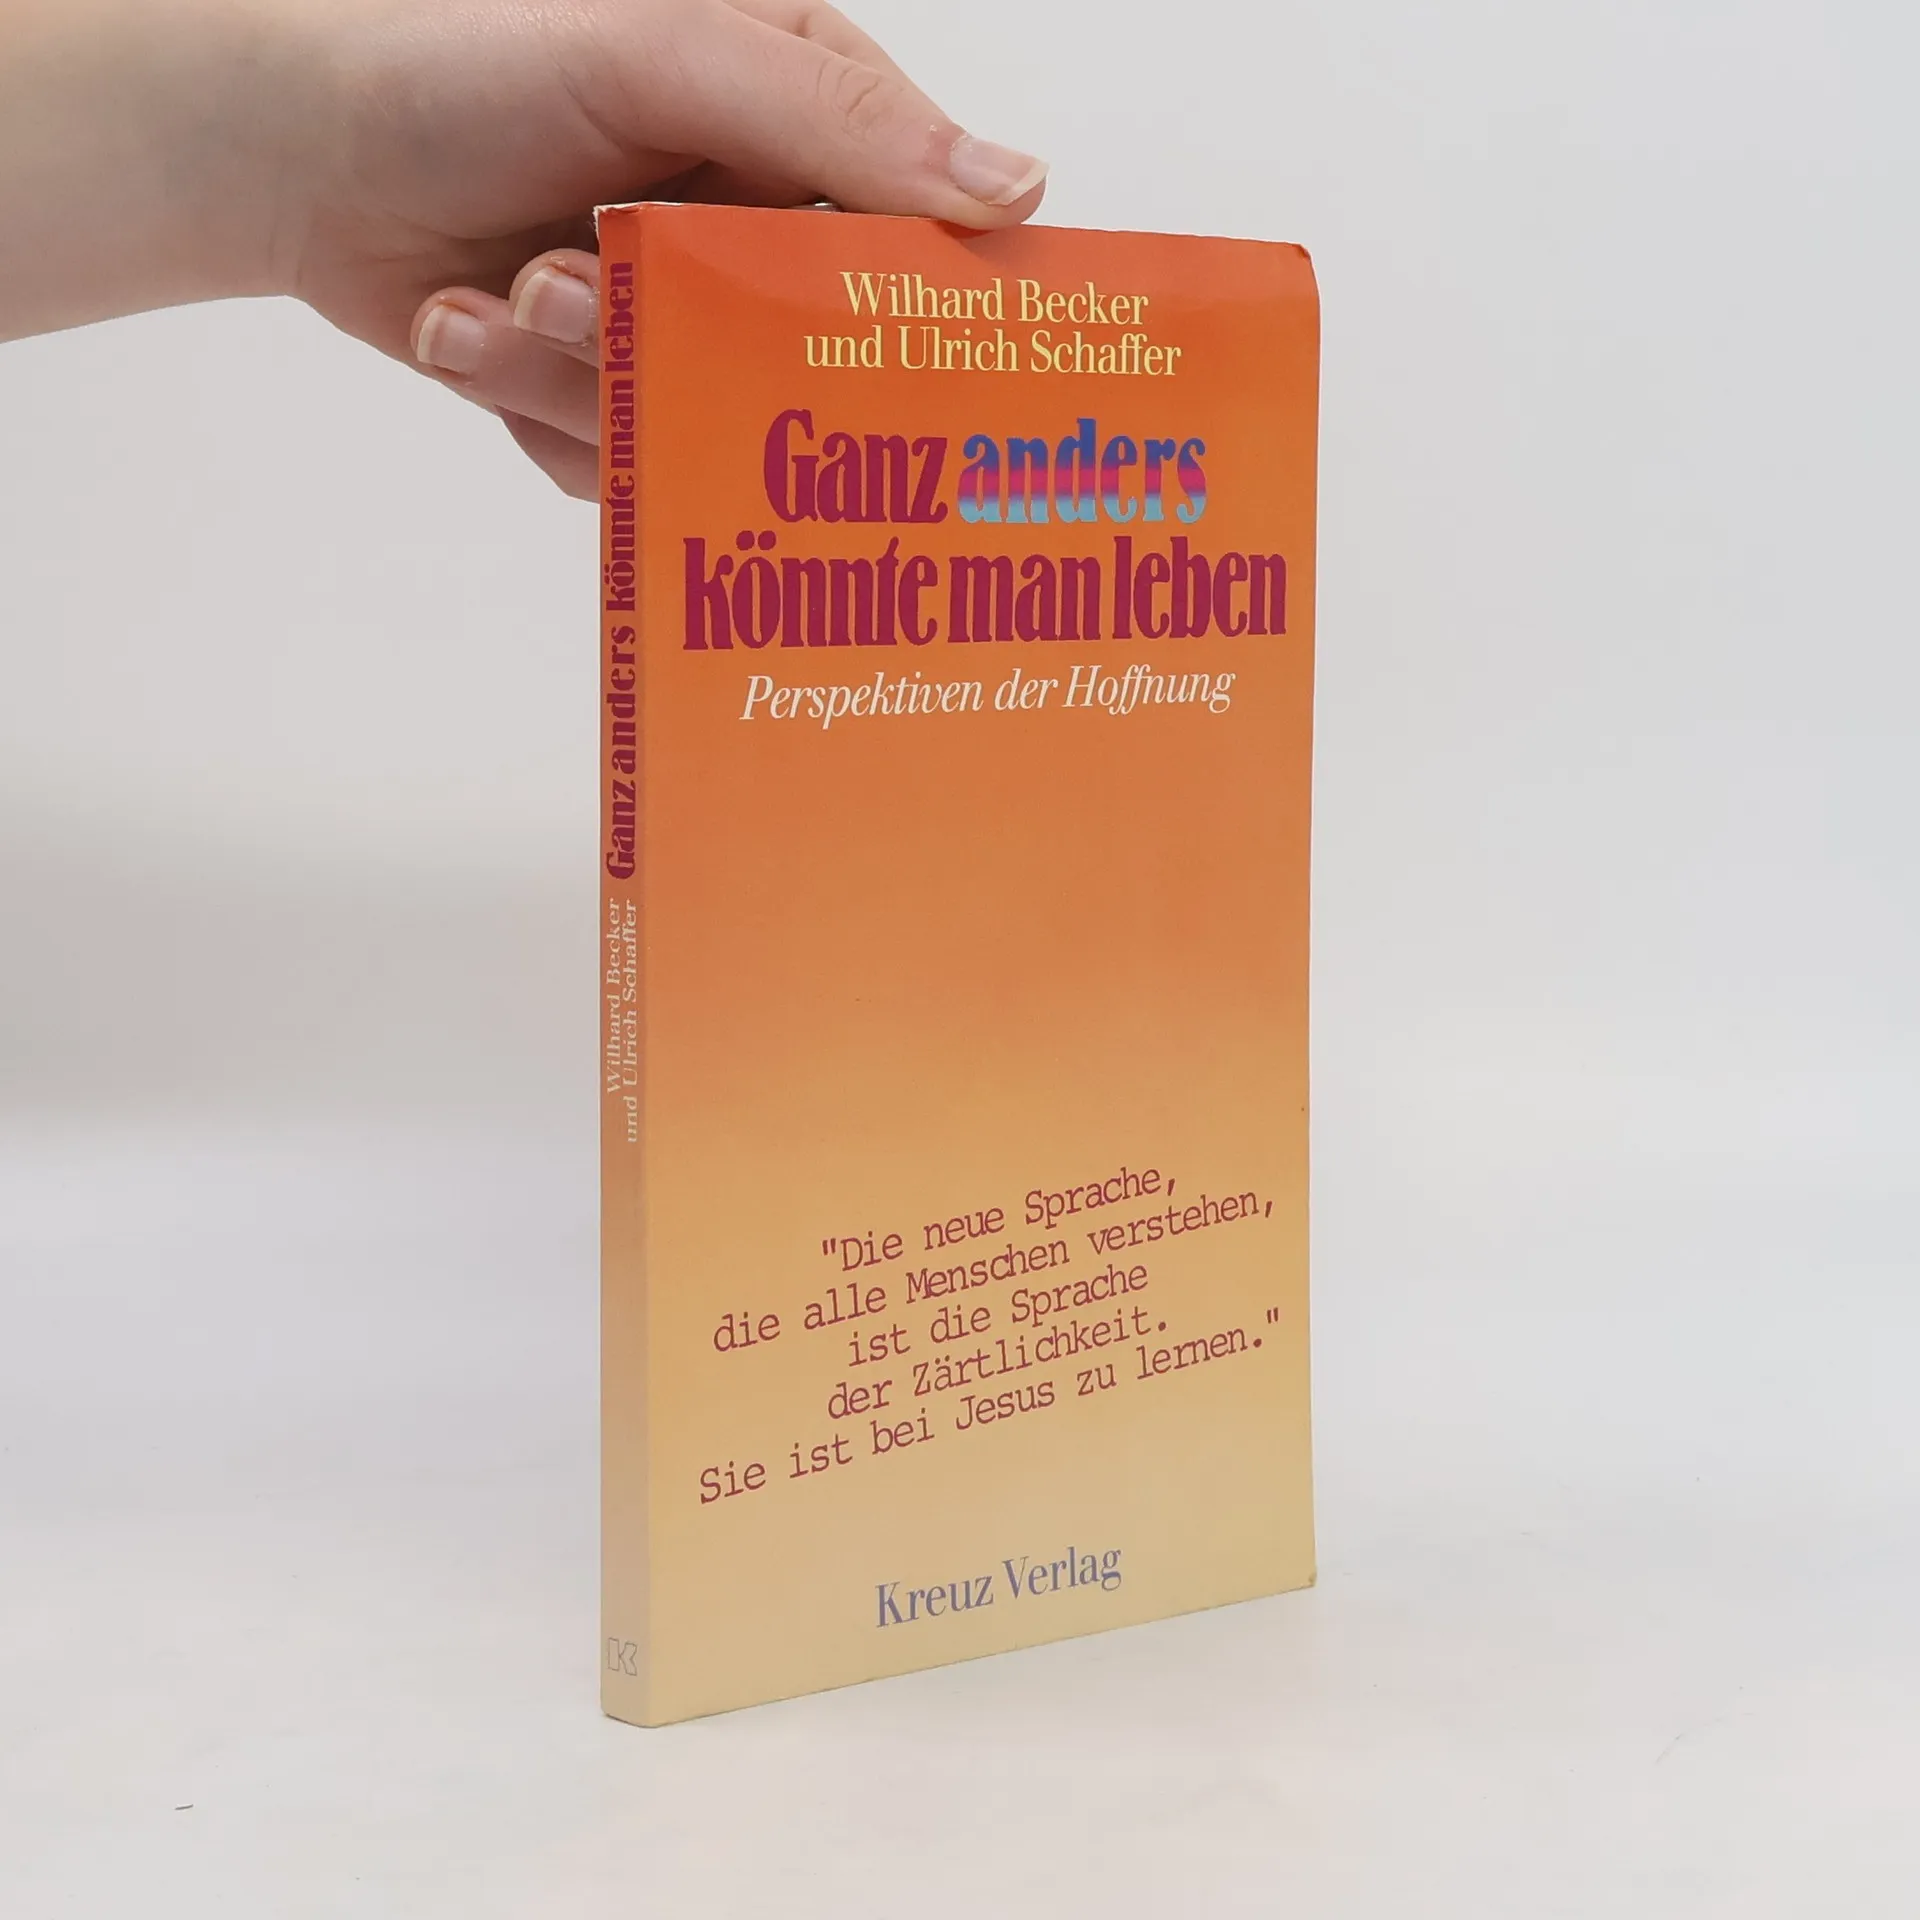 Wilhard Becker
und Ulrich Schaffer
Ganz anders
könnte man leben
Perspektiven der Hoffnung
"Die neue Sprache,
die alle Menschen verstehen,
ist die Sprache
der Zärtlichkeit.
Sie ist bei Jesus zu lernen."
Kreuz Verlag
Wilhard Becker
und Ulrich Schaffer
Ganz anders könnte man leben
K